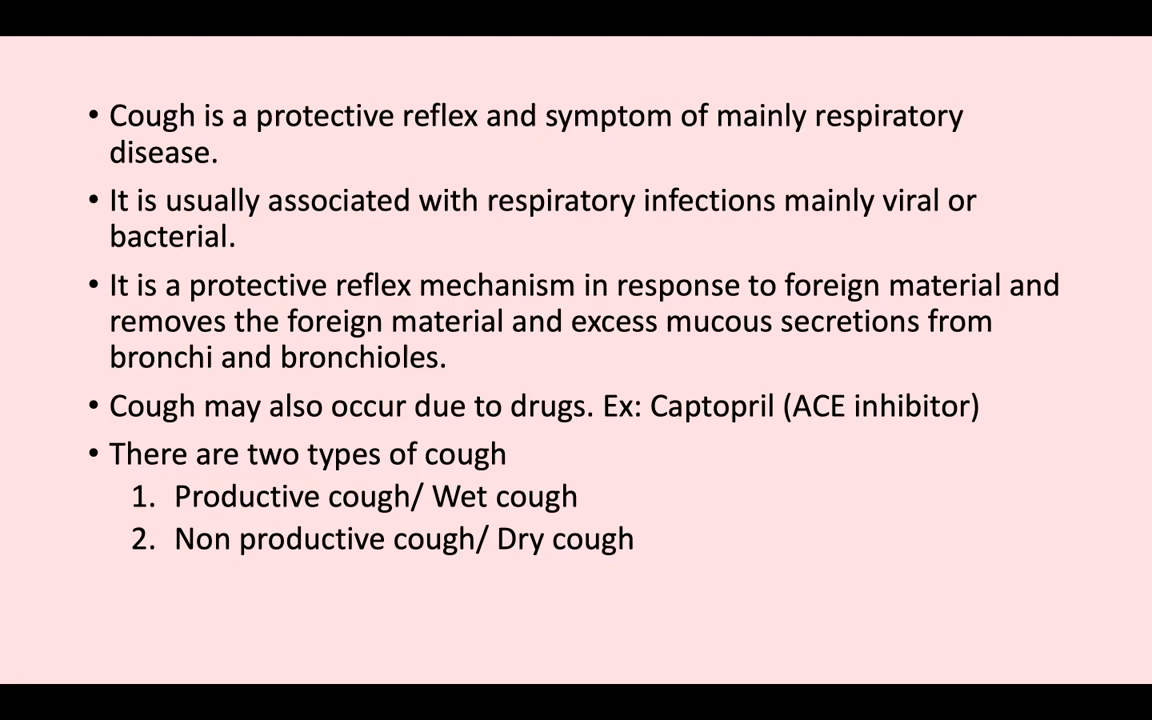 • Cough is a protective reflex and symptom of mainly respiratory
disease.
• It is usually associated with respiratory infections mainly viral or
bacterial.
• It is a protective reflex mechanism in response to foreign material and
removes the foreign material and excess mucous secretions from
bronchi and bronchioles.
• Cough may also occur due to drugs. Ex: Captopril (ACE inhibitor)
• There are two types of cough
1. Productive cough/ Wet cough
2. Non productive cough/ Dry cough